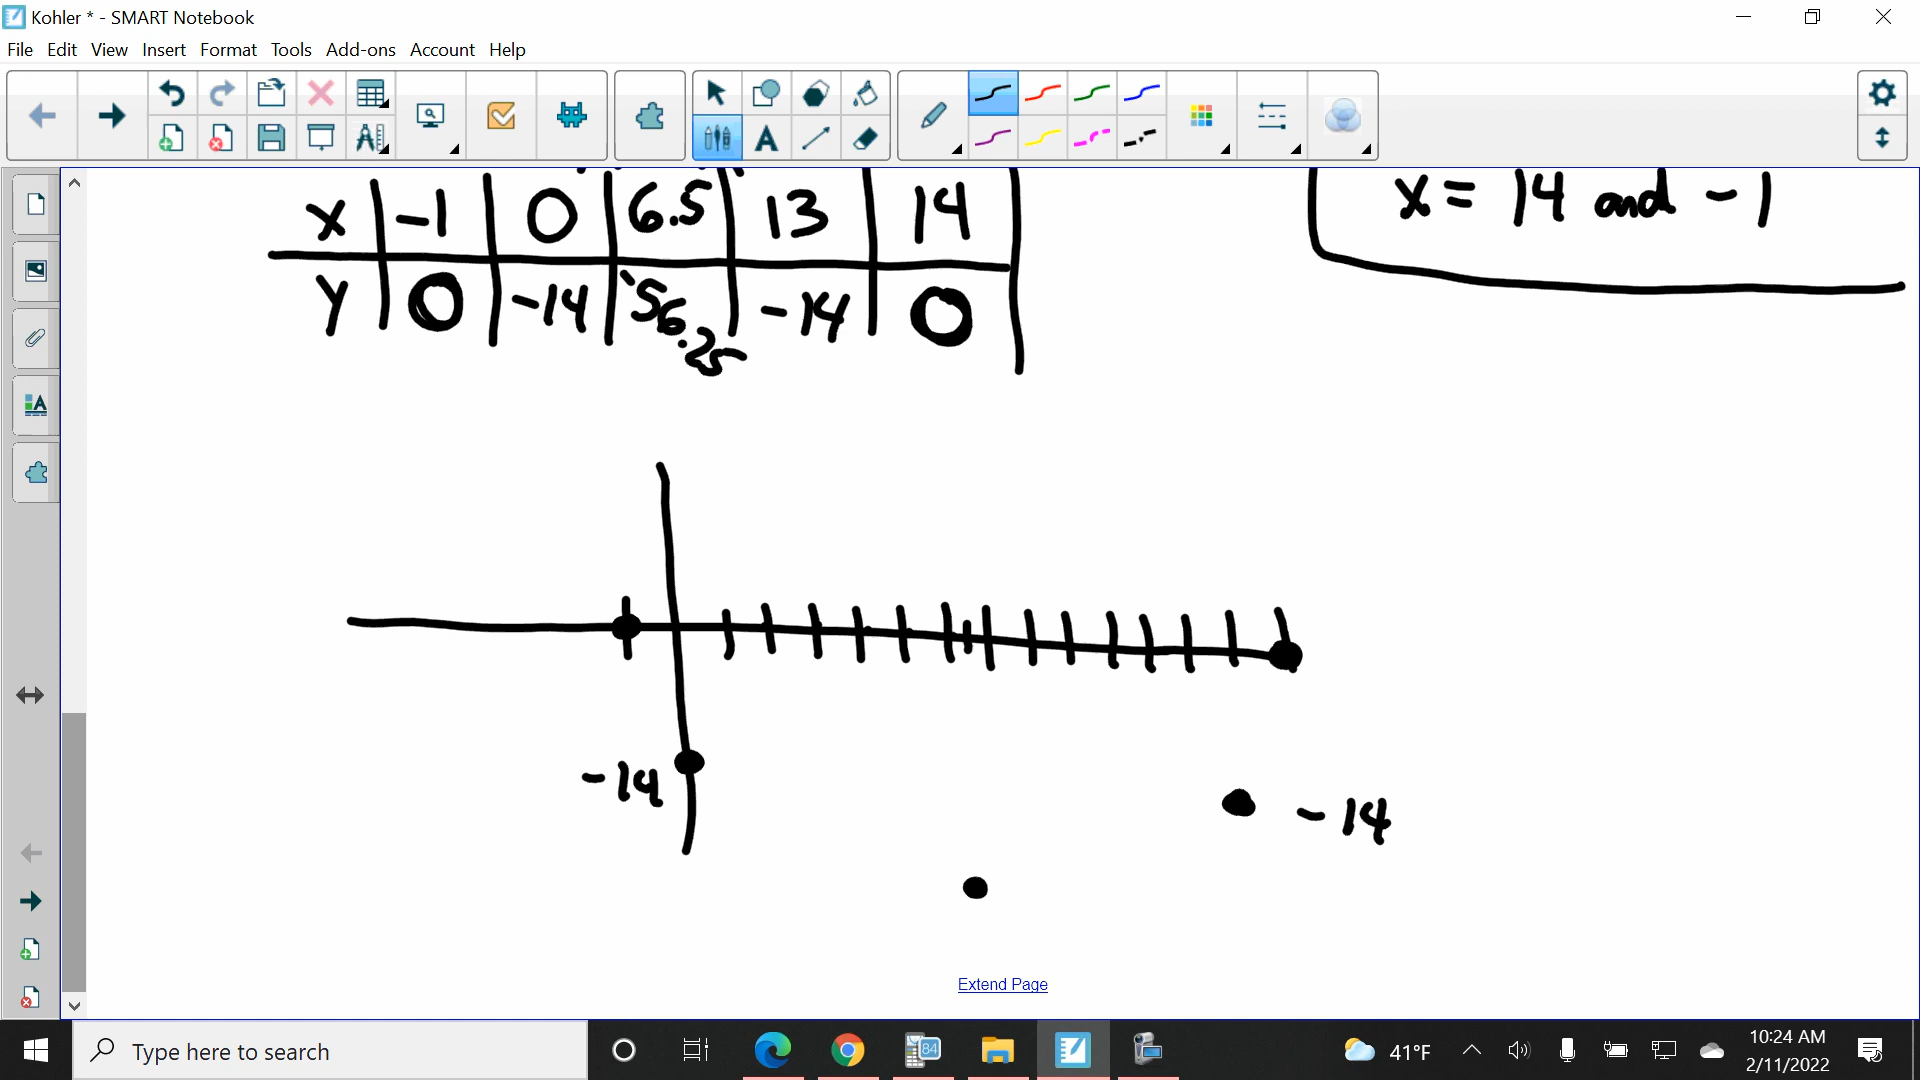 Kohler * - SMART Notebook
File Edit View Insert Format Tools Add-ons Account Help
x -1 0 6.5 13 14
y 0 -14 -56.25 -14 0
x = 14 and -1
-14
-14
Extend Page
Type here to search
84
41°F
10:24 AM
2/11/2022